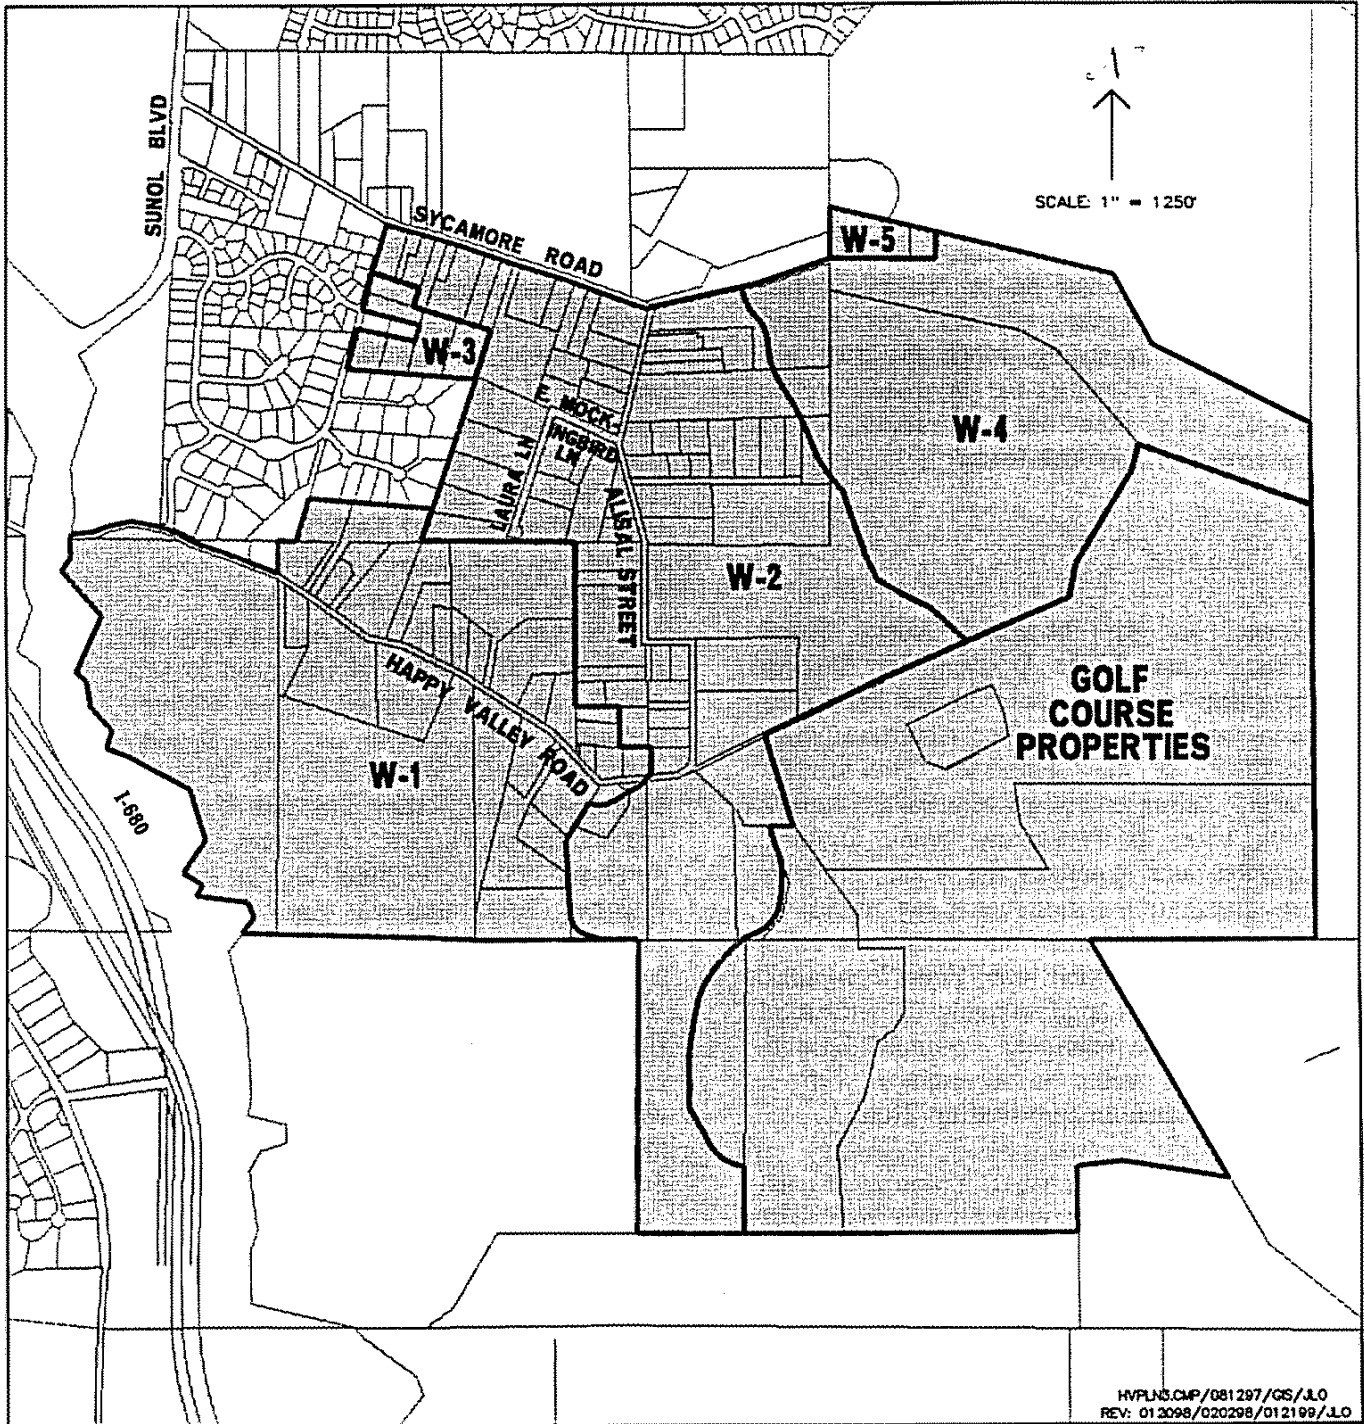 SUNOL BLVD
SCALE: 1" = 1250'
SYCAMORE ROAD
W-5
W-3
E. MOCK-
INGBIRD
LN
LAURA LN
W-4
ALISAL STREET
W-2
HAPPY VALLEY ROAD
GOLF
COURSE
PROPERTIES
W-1
I-680
HVPLN3.CMP/081297/GIS/JLO
REV: 012098/020298/012199/JLO